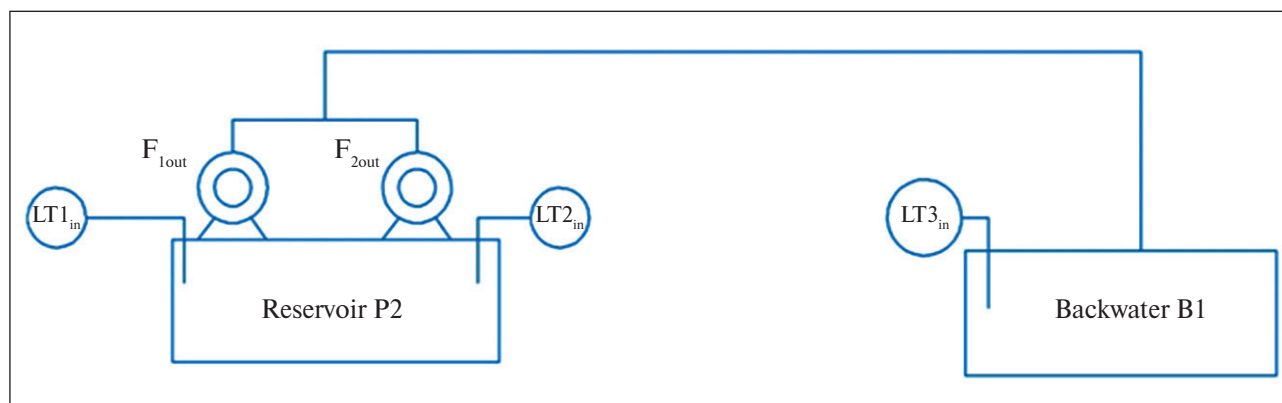 F1out
F2out
LT1in
LT2in
LT3in
Reservoir P2
Backwater B1